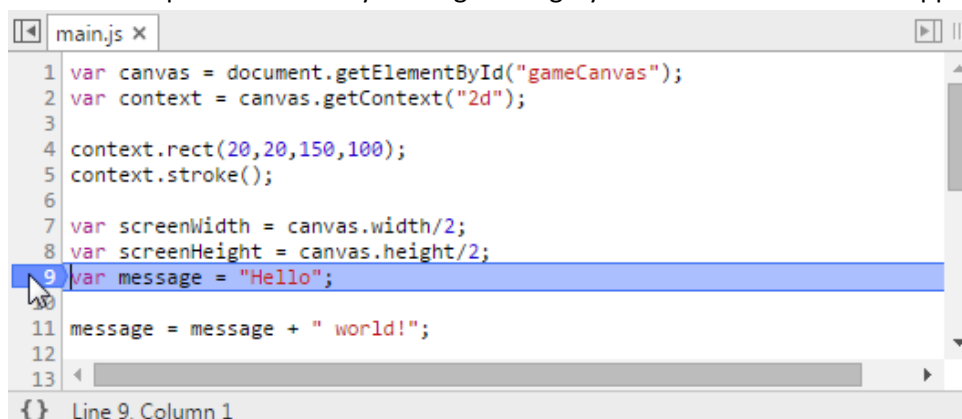 main.js ×
1 var canvas = document.getElementById("gameCanvas");
2 var context = canvas.getContext("2d");
3
4 context.rect(20,20,150,100);
5 context.stroke();
6
7 var screenWidth = canvas.width/2;
8 var screenHeight = canvas.height/2;
9 var message = "Hello";
10
11 message = message + " world!";
12
13
{} Line 9, Column 1